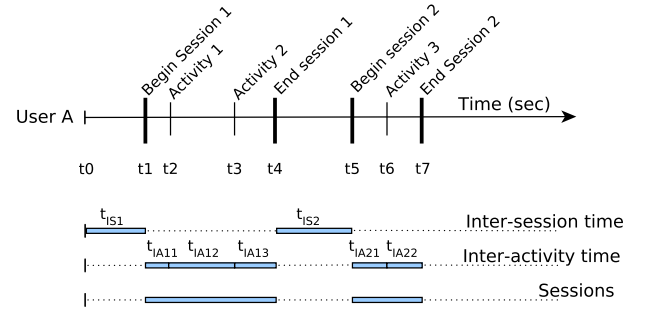 Begin Session 1
Activity 1
Activity 2
End session 1
Begin session 2
Activity 3
End Session 2
User A
Time (sec)
t0 t1 t2 t3 t4 t5 t6 t7
tIS1 tIS2
Inter-session time
tIA11 tIA12 tIA13 tIA21 tIA22
Inter-activity time
Sessions